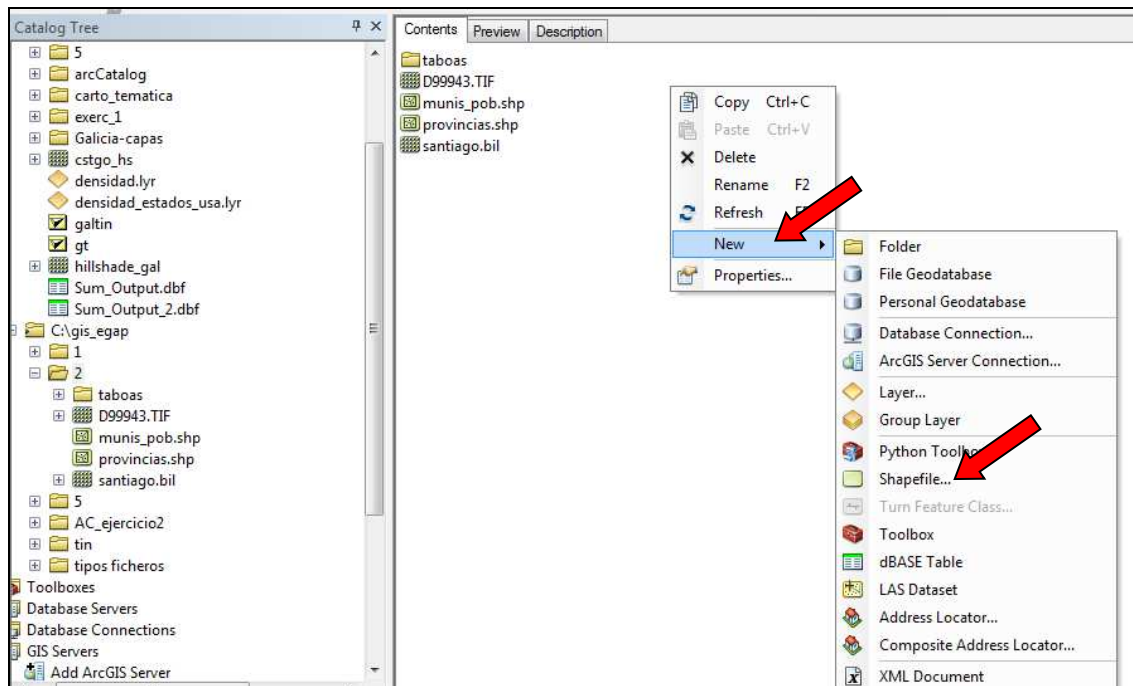 Catalog Tree
5
arcCatalog
carto_tematica
exerc_1
Galicia-capas
cstgo_hs
densidad.lyr
densidad_estados_usa.lyr
galtin
gt
hillshade_gal
Sum_Output.dbf
Sum_Output_2.dbf
C:\gis_egap
1
2
taboas
D99943.TIF
munis_pob.shp
provincias.shp
santiago.bil
5
AC_ejercicio2
tin
tipos ficheros
Toolboxes
Database Servers
Database Connections
GIS Servers
Add ArcGIS Server
Contents Preview Description
taboas
D99943.TIF
munis_pob.shp
provincias.shp
santiago.bil
Copy Ctrl+C
Paste Ctrl+V
Delete
Rename F2
Refresh
New
Properties...
Folder
File Geodatabase
Personal Geodatabase
Database Connection...
ArcGIS Server Connection...
Layer...
Group Layer
Python
Shapefile...
Turn Feature Class...
Toolbox
dBASE Table
LAS Dataset
Address Locator...
Composite Address Locator...
XML Document